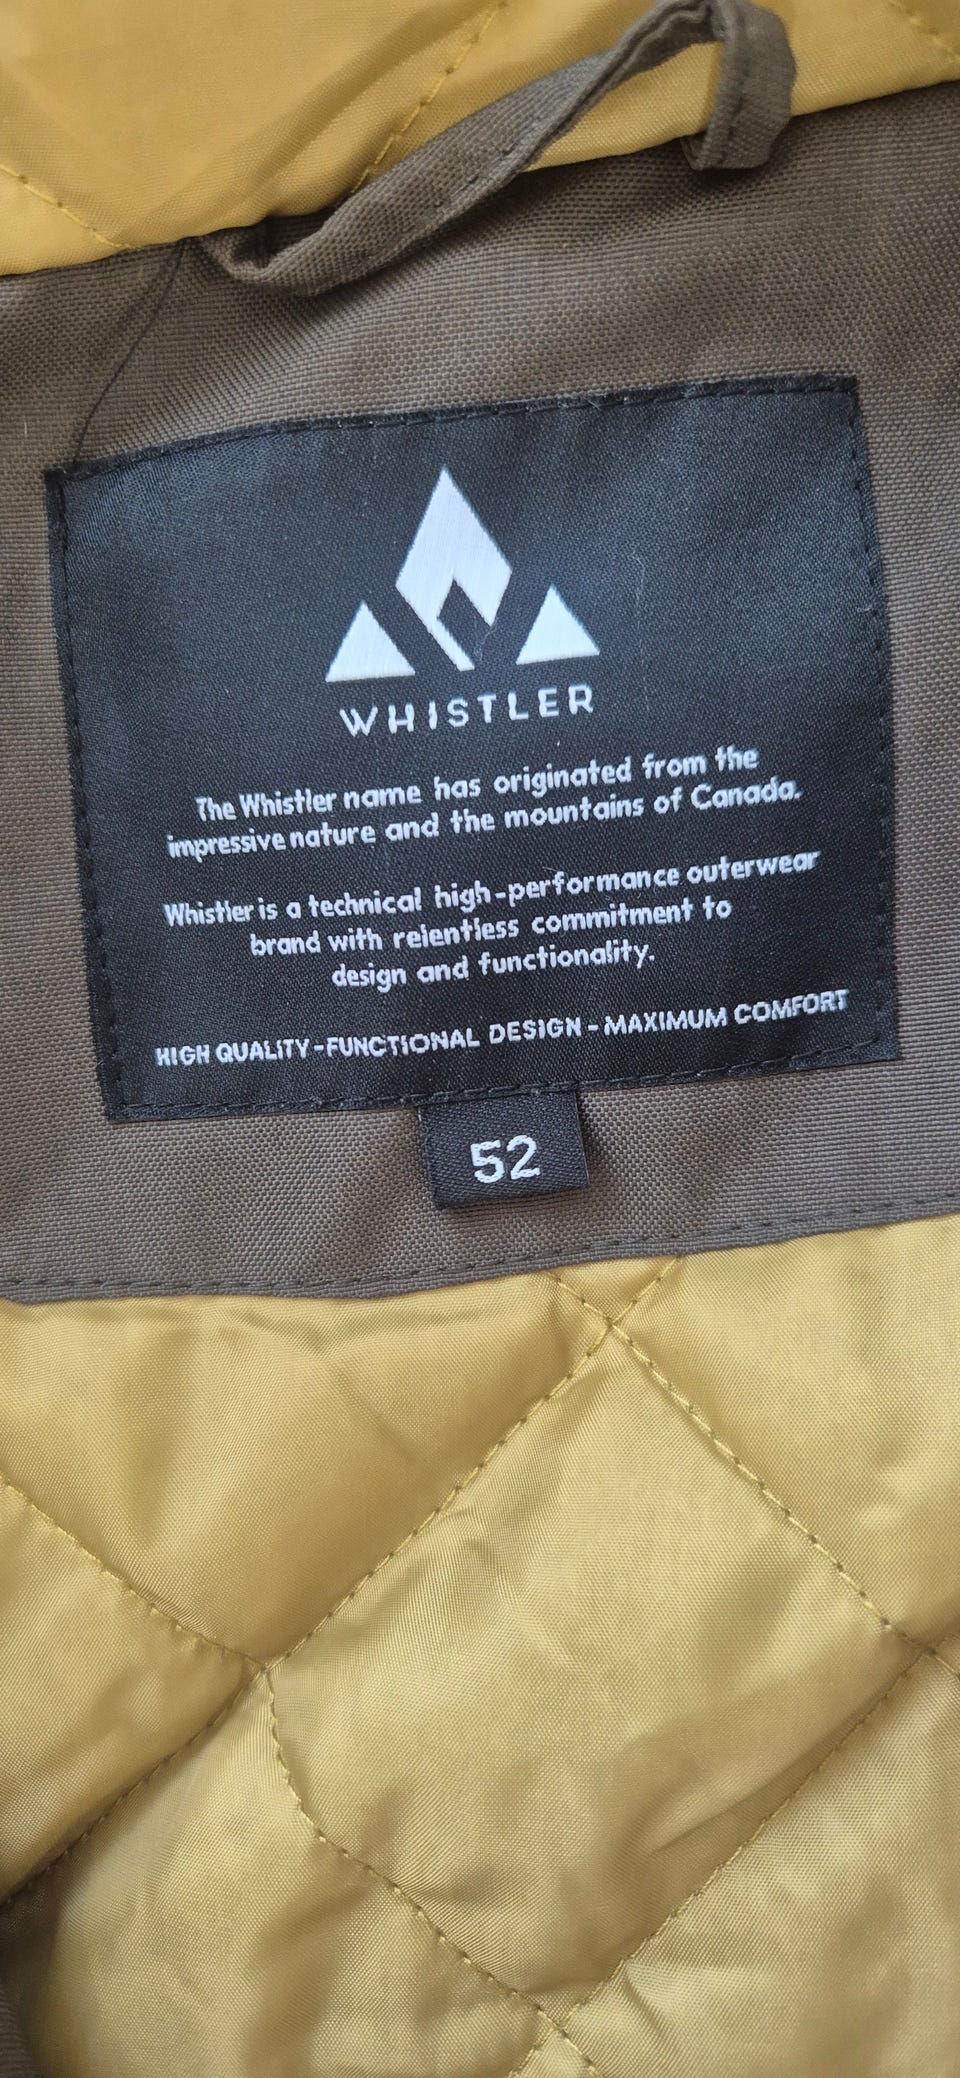 WHISTLER
The Whistler name has originated from the
impressive nature and the mountains of Canada.
Whistler is a technical high-performance outerwear
brand with relentless commitment to
design and functionality.
HIGH QUALITY-FUNCTIONAL DESIGN-MAXIMUM COMFORT
52